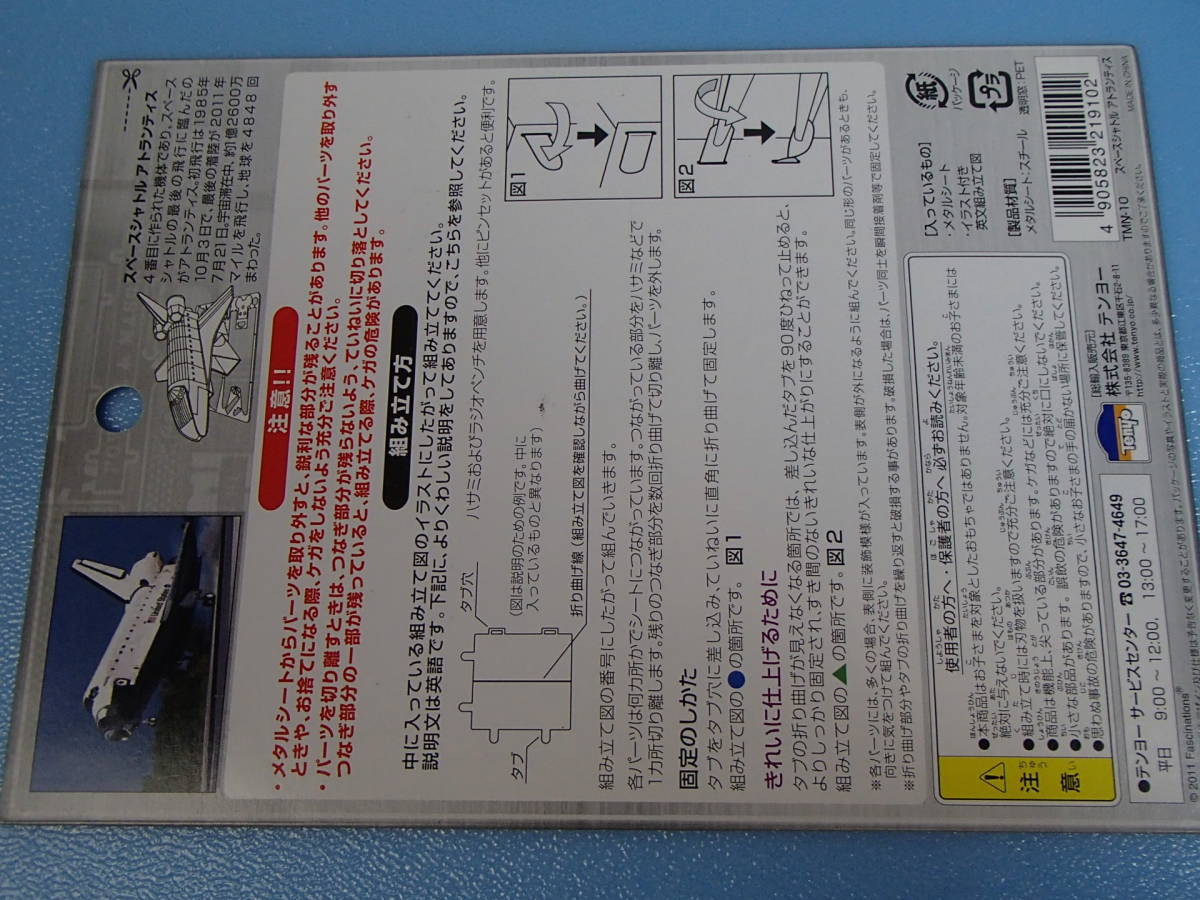 スペースシャトル アトランティス
4番目に作られた機体であり、スペース
シャトルの最後の飛行に臨んだの
がアトランティス。初飛行は1985年
10月3日で、最後の着陸が2011年
7月21日。宇宙滞在中、約1億2600万
マイルを飛行し、地球を4848回
まわった。
注意!!
・メタルシートからパーツを取り外すと、鋭利な部分が残ることがあります。他のパーツを取り外す
ときや、お捨てになる際、ケガをしないよう充分ご注意ください。
・パーツを切り離すときは、つなぎ部分が残らないよう、ていねいに切り落としてください。
つなぎ部分の一部が残っていると、組み立てる際、ケガの危険があります。
組み立て方
中に入っている組み立て図のイラストにしたがって組み立ててください。
説明文は英語です。下記に、よりくわしい説明をしてありますので、こちらを参照してください。
ハサミおよびラジオペンチを用意します。他にピンセットがあると便利です。
タブ穴
(図は説明のための例です。中に
入っているものと異なります)
折り曲げ線(組み立て図を確認しながら曲げてください)
タブ
組み立て図の番号にしたがって組んでいきます。
各パーツは何カ所かでシートにつながっています。つながっている部分をハサミなどで
1カ所切り離します。残りのつなぎ部分を数回折り曲げて切り離し、パーツを外します。
固定のしかた
タブをタブ穴に差し込み、ていねいに直角に折り曲げて固定します。
組み立て図の●の箇所です。図1
きれいに仕上げるために
タブの折り曲げが見えなくなる箇所では、差し込んだタブを90度ひねって止めると、
よりしっかり固定され、すき間のないきれいな仕上がりにすることができます。
組み立て図の▲の箇所です。図2
※各パーツには、多くの場合、表側に装飾模様が入っています。表側が外になるように組んでください。同じ形のパーツがあるときも、
向きに気をつけて組んでください。
※折り曲げ部分やタブの折り曲げを繰り返すと破損する事があります。破損した場合は、パーツ同士を瞬間接着剤等で固定してください。
図1
図2
注意
使用者の方へ・保護者の方へ 必ずお読みください。
●本商品はお子さまを対象としたおもちゃではありません。対象年齢未満のお子さまには
絶対に与えないでください。
●組み立て時には刃物を扱いますので充分ご注意ください。
●商品は機能上、尖っている部分があります。ケガなどには充分ご注意ください。
●小さな部品があります。誤飲の危険がありますので絶対に口にしないでください。
●思わぬ事故の危険がありますので、小さなお子さまの手の届かない場所に保管してください。
[入っているもの]
・メタルシート
・イラスト付き
英文組み立て図
[製品材質]
メタルシート:スチール
紙
パッケージ
プラ
透明窓:PET
4 905823 219102
TMN-10 スペースシャトル アトランティス
MADE IN CHINA
●テンヨー サービスセンター ☎03-3647-4649
平日 9:00~12:00、13:00~17:00
Tenyo
[総輸入販売元]
株式会社 テンヨー
〒135-8389 東京都江東区千石2-8-11
http://www.tenyo.jp/
© 2011 Fascinations®